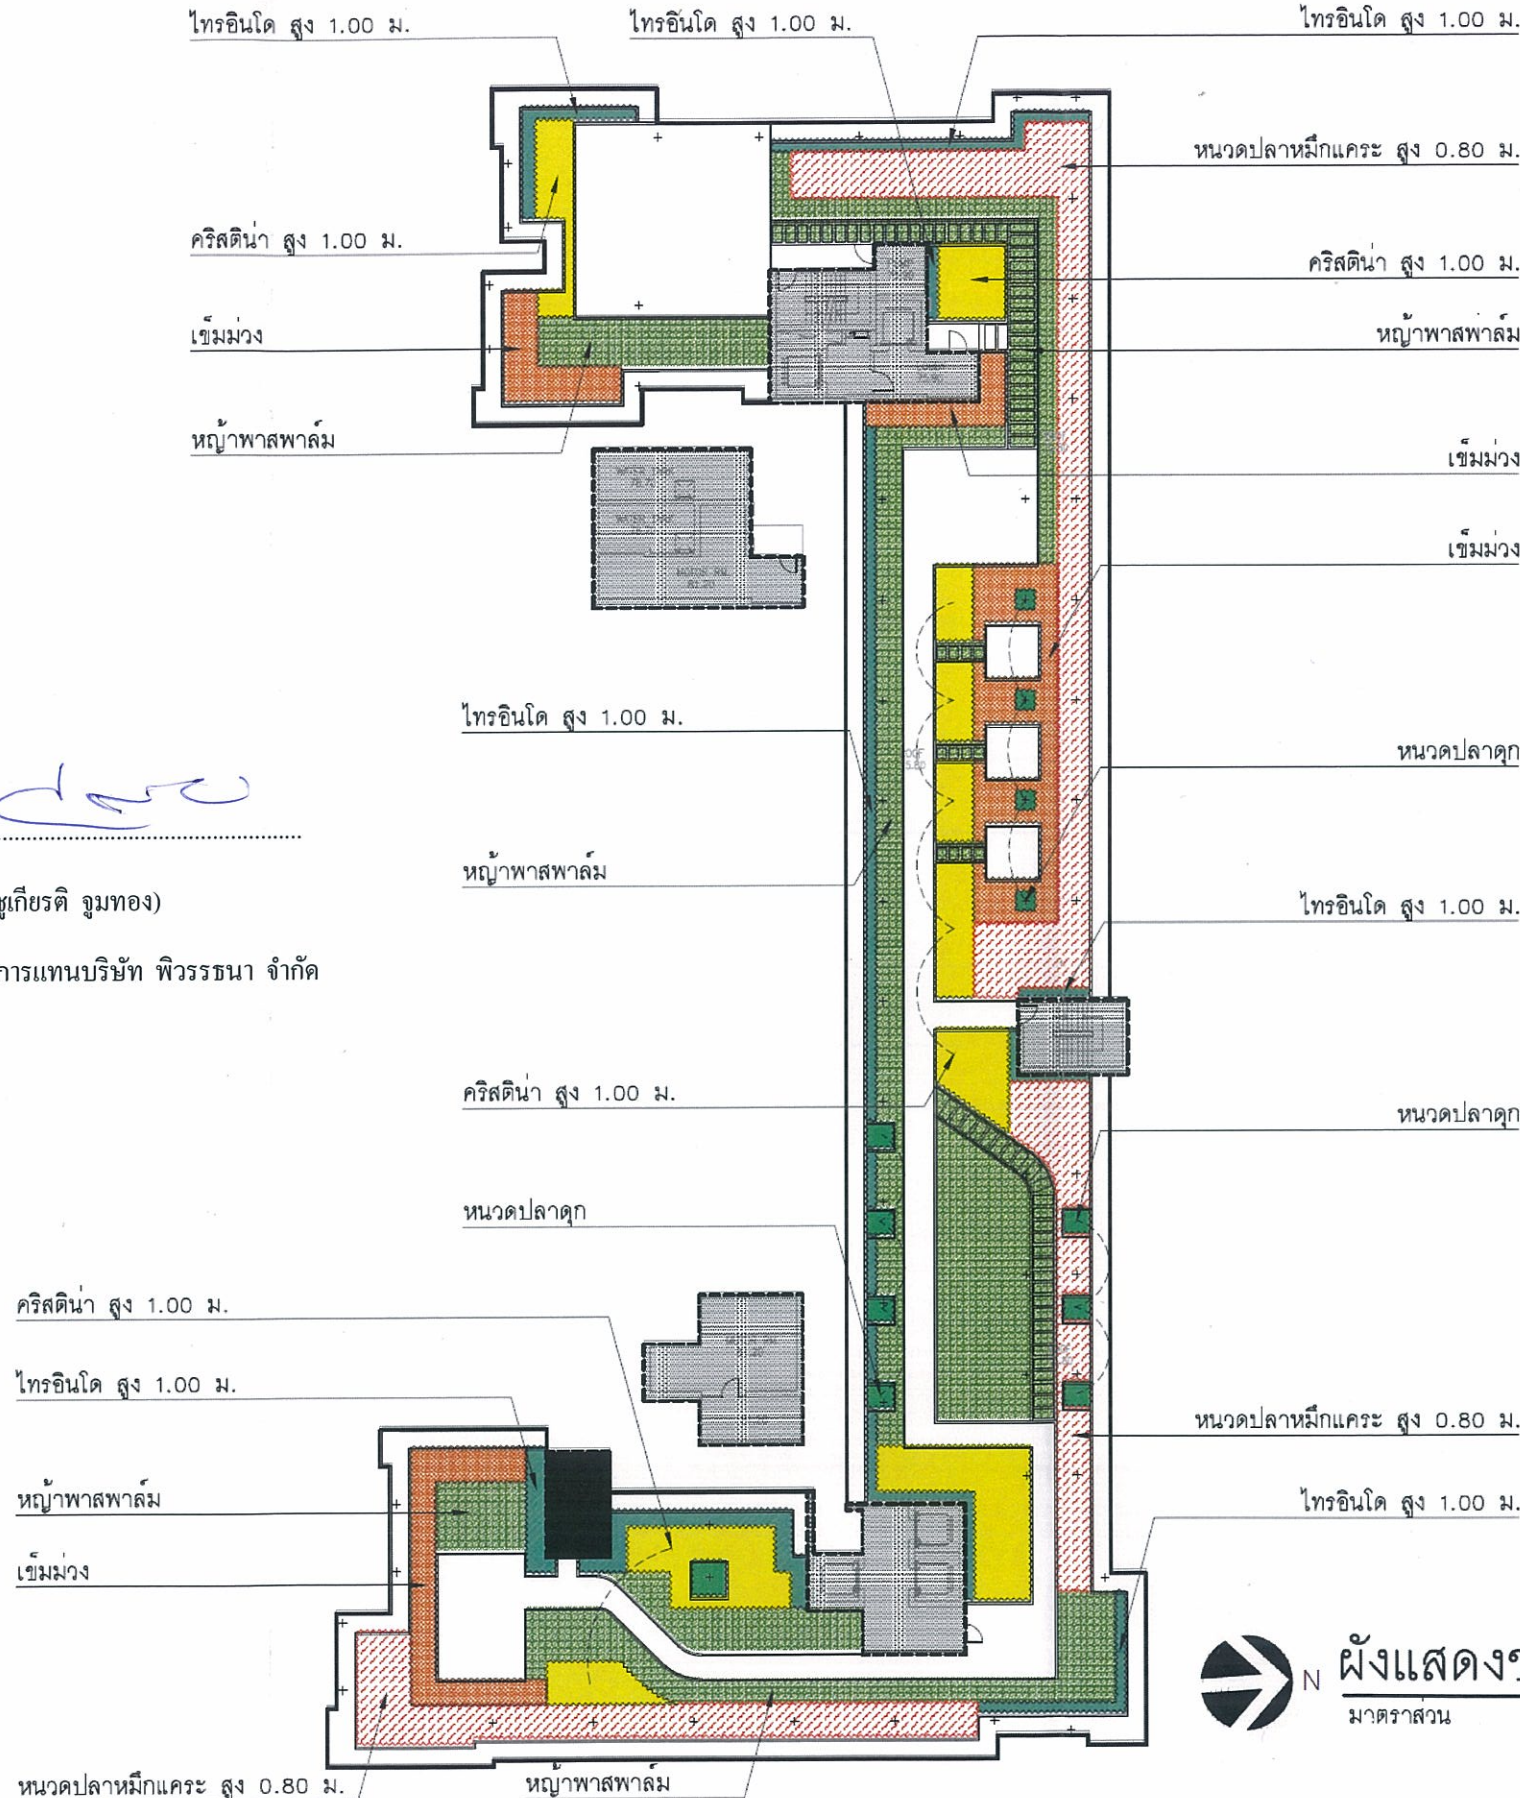 ไทรอินโด สูง 1.00 ม.
ไทรอินโด สูง 1.00 ม.
ไทรอินโด สูง 1.00 ม.
หนวดปลาหมึกแคระ สูง 0.80 ม.
คริสติน่า สูง 1.00 ม.
คริสติน่า สูง 1.00 ม.
เข็มม่วง
หญ้าพาสพาล์ม
หญ้าพาสพาล์ม
เข็มม่วง
เข็มม่วง
ไทรอินโด สูง 1.00 ม.
หนวดปลาดุก
หญ้าพาสพาล์ม
ชูเกียรติ จูมทอง)
ไทรอินโด สูง 1.00 ม.
การแทนบริษัท พิวรรธนา จำกัด
คริสติน่า สูง 1.00 ม.
หนวดปลาดุก
หนวดปลาดุก
คริสติน่า สูง 1.00 ม.
ไทรอินโด สูง 1.00 ม.
หนวดปลาหมึกแคระ สูง 0.80 ม.
หญ้าพาสพาล์ม
ไทรอินโด สูง 1.00 ม.
เข็มม่วง
N
ผังแสดง
มาตราส่วน
หนวดปลาหมึกแคระ สูง 0.80 ม.
หญ้าพาสพาล์ม